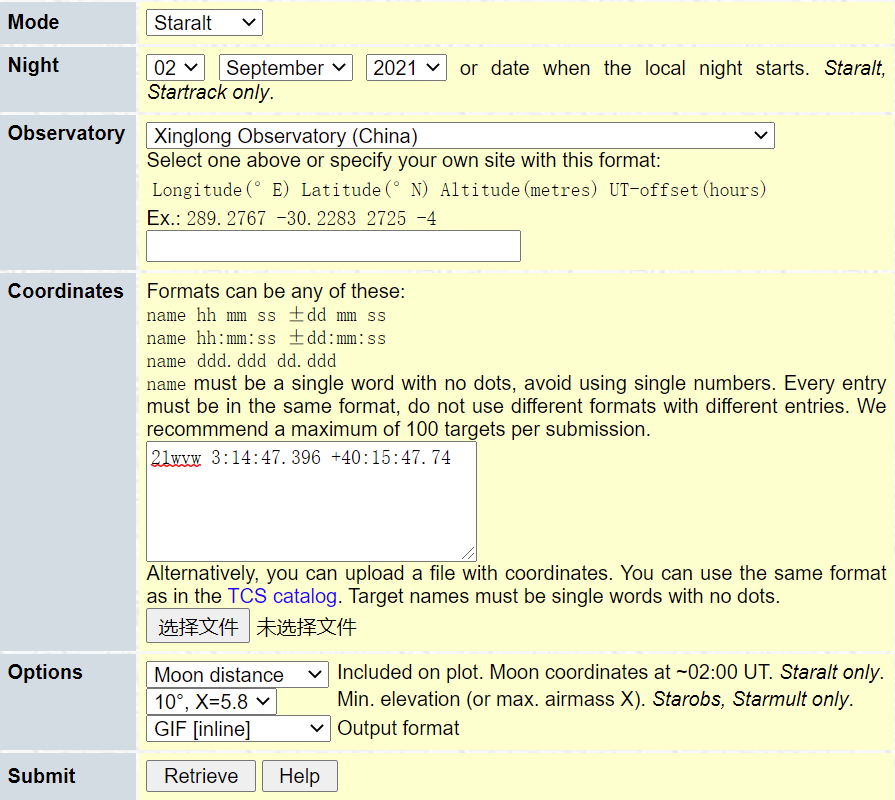 Mode
Staralt
Night
02 September 2021 or date when the local night starts. Staralt,
Startrack only.
Observatory
Xinglong Observatory (China)
Select one above or specify your own site with this format:
Longitude(° E) Latitude(° N) Altitude(metres) UT-offset(hours)
Ex.: 289.2767 -30.2283 2725 -4
Coordinates
Formats can be any of these:
name hh mm ss ±dd mm ss
name hh:mm:ss ±dd:mm:ss
name ddd.ddd dd.ddd
name must be a single word with no dots, avoid using single numbers. Every entry
must be in the same format, do not use different formats with different entries. We
recommmend a maximum of 100 targets per submission.
21wvw 3:14:47.396 +40:15:47.74
Alternatively, you can upload a file with coordinates. You can use the same format
as in the TCS catalog. Target names must be single words with no dots.
选择文件 未选择文件
Options
Moon distance Included on plot. Moon coordinates at ~02:00 UT. Staralt only.
10°, X=5.8 Min. elevation (or max. airmass X). Starobs, Starmult only.
GIF [inline] Output format
Submit
Retrieve Help